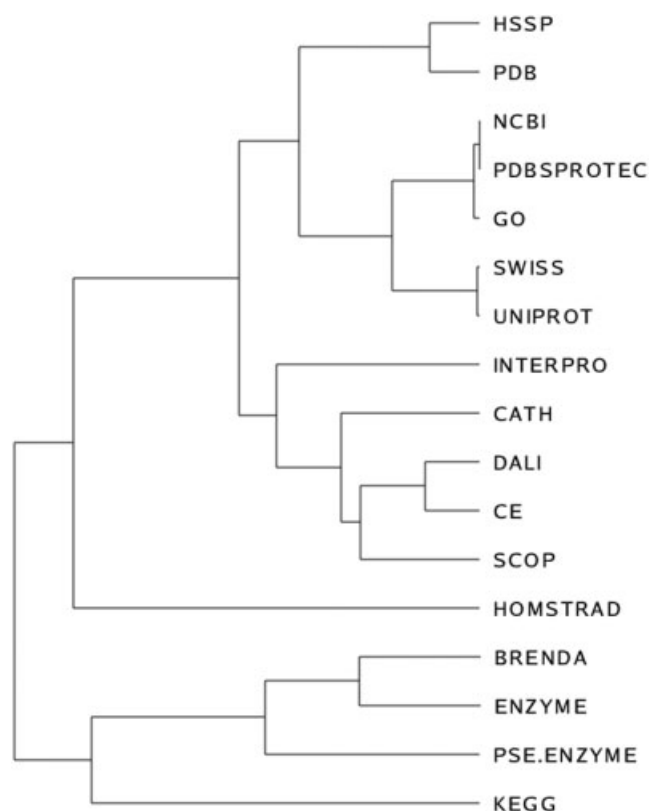 HSSP
PDB
NCBI
PDBSPROTEC
GO
SWISS
UNIPROT
INTERPRO
CATH
DALI
CE
SCOP
HOMSTRAD
BRENDA
ENZYME
PSE.ENZYME
KEGG